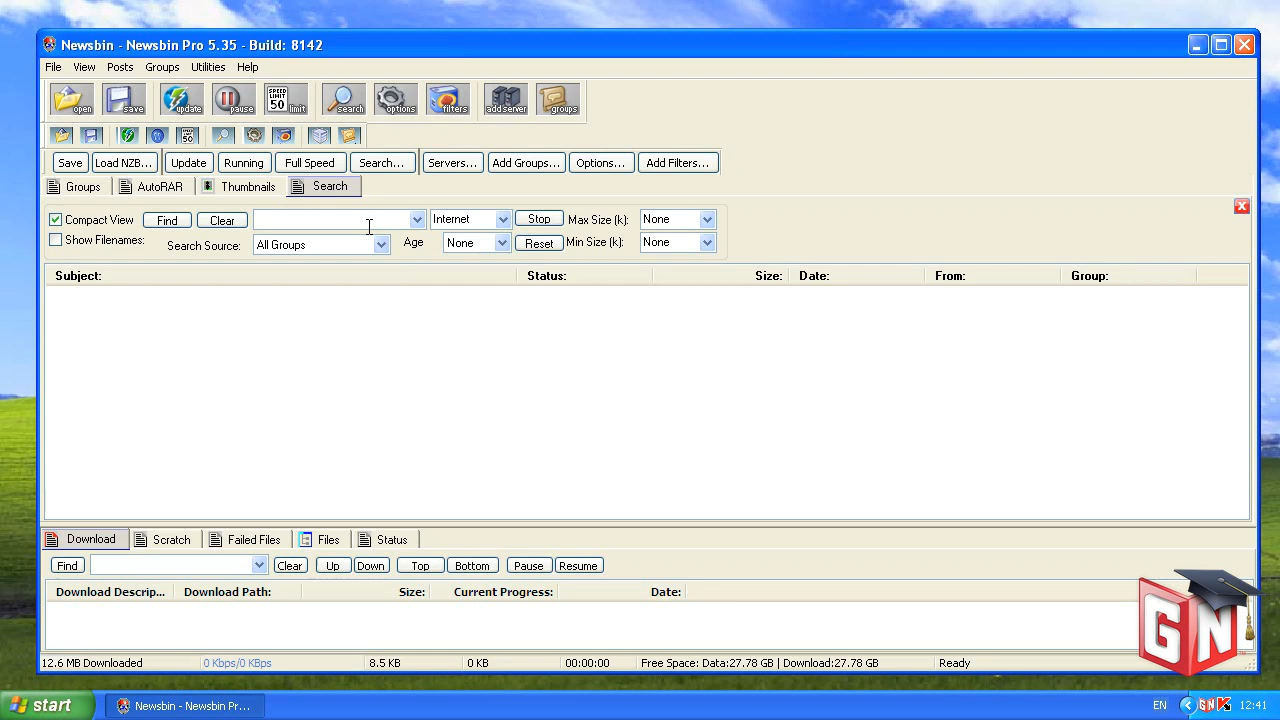 Newsbin - Newsbin Pro 5.35 - Build: 8142
File View Posts Groups Utilities Help
open save update pause SPEED LIMIT 50 limit search options filters add server groups
50
Save Load NZB... Update Running Full Speed Search... Servers... Add Groups... Options... Add Filters...
Groups AutoRAR Thumbnails Search
Compact View Find Clear Internet Stop Max Size (k): None
Show Filenames: Search Source: All Groups Age None Reset Min Size (k): None
Subject: Status: Size: Date: From: Group:
Download Scratch Failed Files Files Status
Find Clear Up Down Top Bottom Pause Resume
Download Descrip... Download Path: Size: Current Progress: Date:
GN
12.6 MB Downloaded 0 Kbps/0 KBps 8.5 KB 0 KB 00:00:00 Free Space: Data:27.78 GB | Download:27.78 GB Ready
start Newsbin - Newsbin Pr... EN GN 12:41